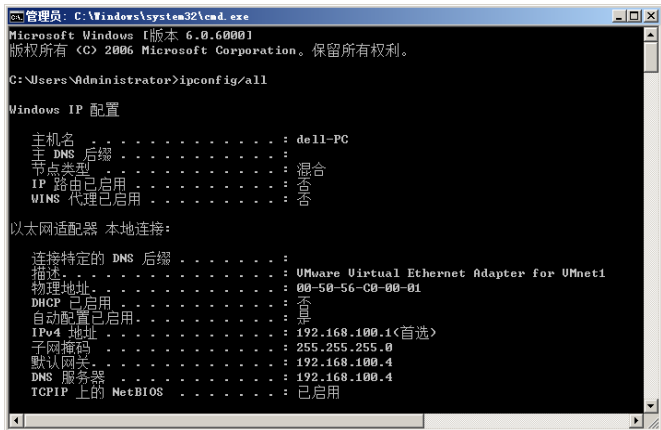 管理员: C:\Windows\system32\cmd.exe
Microsoft Windows [版本 6.0.6000]
版权所有 (C) 2006 Microsoft Corporation。保留所有权利。
C:\Users\Administrator>ipconfig/all
Windows IP 配置
主机名 . . . . . . . . . . . . . : dell-PC
主 DNS 后缀 . . . . . . . . . . . :
节点类型 . . . . . . . . . . . . : 混合
IP 路由已启用 . . . . . . . . . . : 否
WINS 代理已启用 . . . . . . . . . : 否
以太网适配器 本地连接:
连接特定的 DNS 后缀 . . . . . . . :
描述. . . . . . . . . . . . . . . : VMware Virtual Ethernet Adapter for VMnet1
物理地址. . . . . . . . . . . . . : 00-50-56-C0-00-01
DHCP 已启用 . . . . . . . . . . . : 否
自动配置已启用. . . . . . . . . . : 是
IPv4 地址 . . . . . . . . . . . . : 192.168.100.1(首选)
子网掩码 . . . . . . . . . . . . : 255.255.255.0
默认网关. . . . . . . . . . . . . : 192.168.100.4
DNS 服务器 . . . . . . . . . . . : 192.168.100.4
TCPIP 上的 NetBIOS . . . . . . . : 已启用